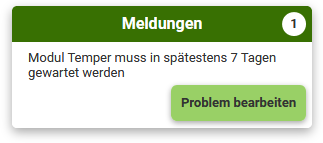 Meldungen 1
Modul Temper muss in spätestens 7 Tagen
gewartet werden
Problem bearbeiten